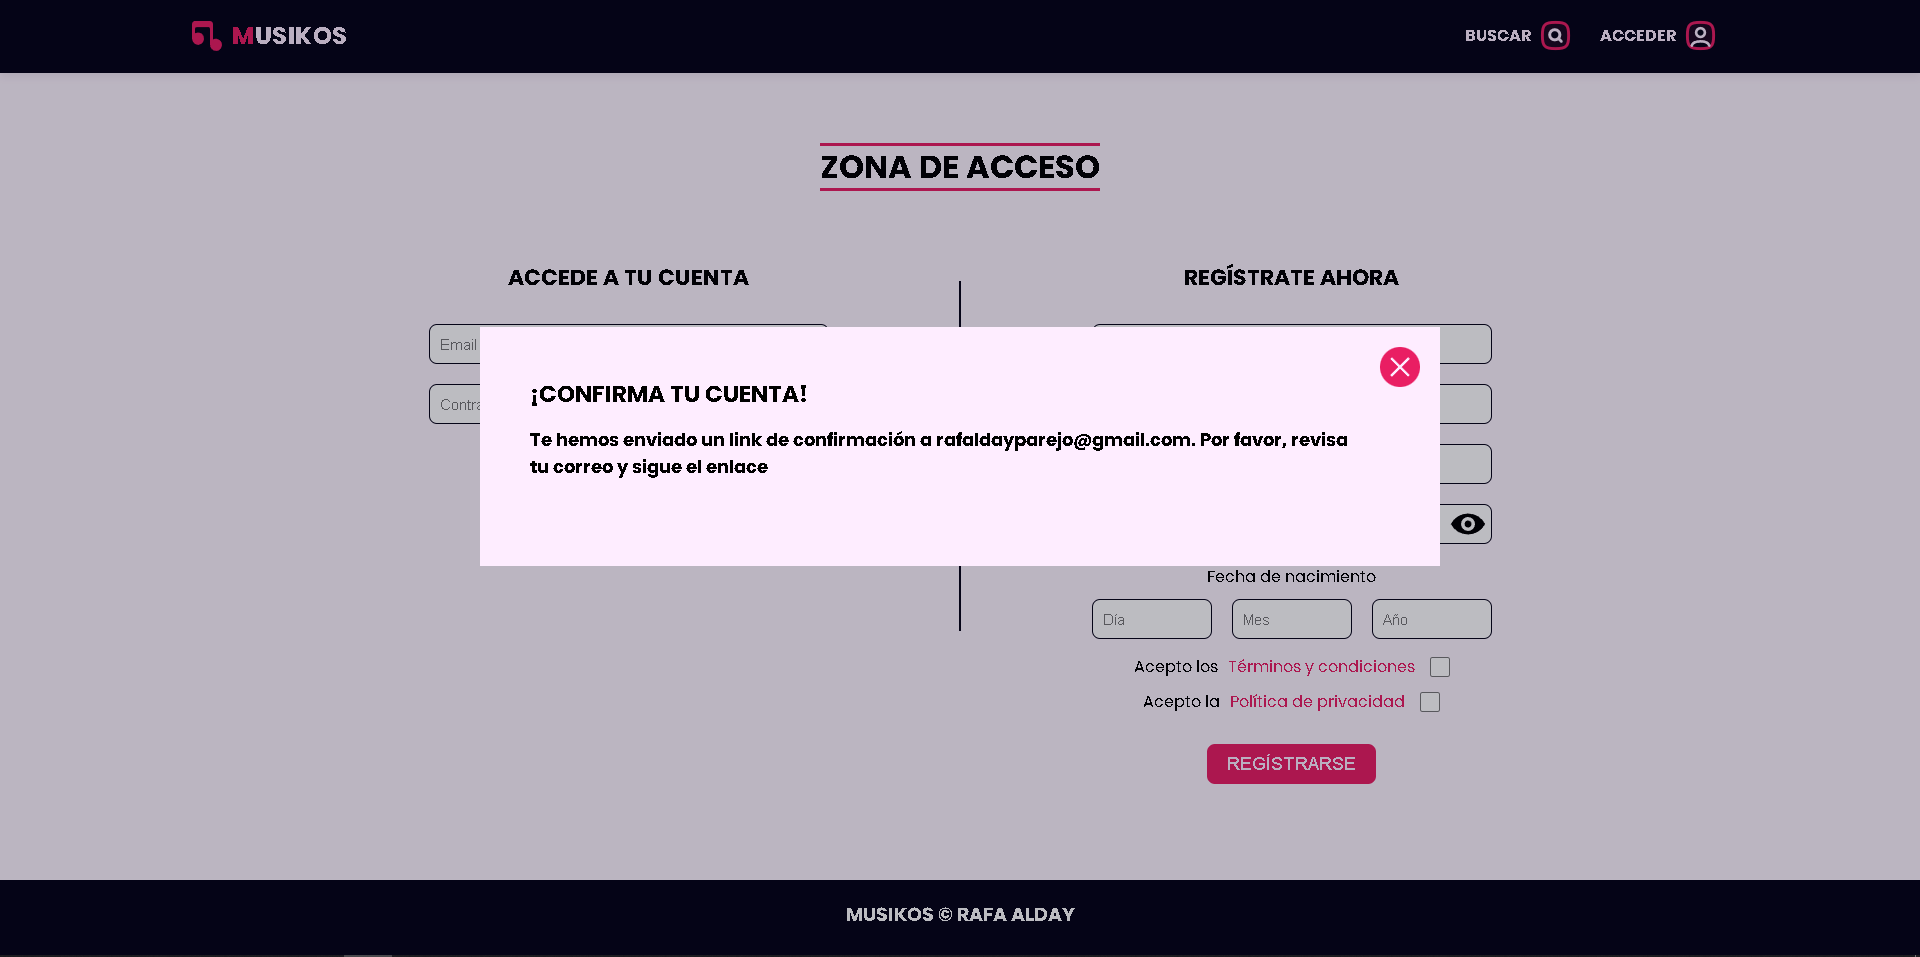 MUSIKOS
BUSCAR
ACCEDER
ZONA DE ACCESO
ACCEDE A TU CUENTA
REGÍSTRATE AHORA
Email
¡CONFIRMA TU CUENTA!
Te hemos enviado un link de confirmación a rafaldayparejo@gmail.com. Por favor, revisa
tu correo y sigue el enlace
Fecha de nacimiento
Día
Mes
Año
Acepto los Términos y condiciones
Acepto la Política de privacidad
REGÍSTRARSE
MUSIKOS © RAFA ALDAY